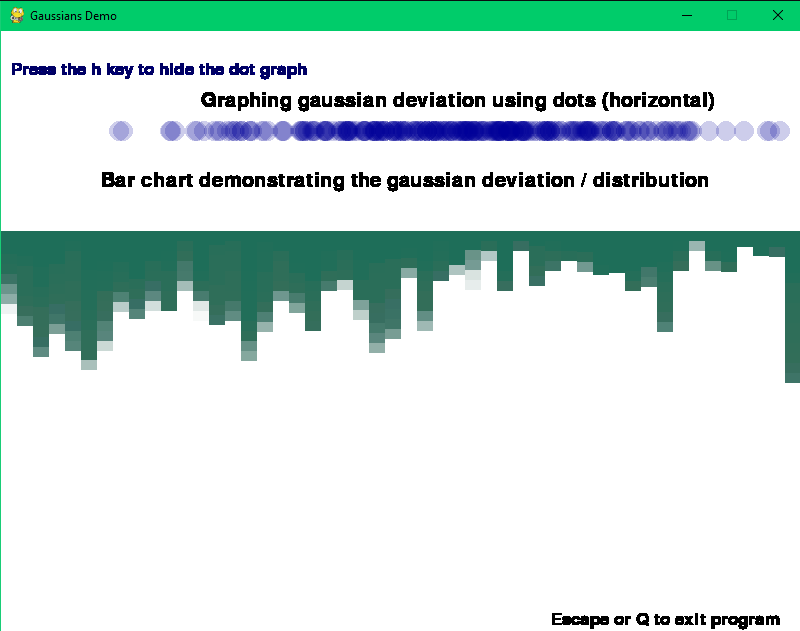 Gaussians Demo
Press the h key to hide the dot graph
Graphing gaussian deviation using dots (horizontal)
Bar chart demonstrating the gaussian deviation / distribution
Escape or Q to exit program